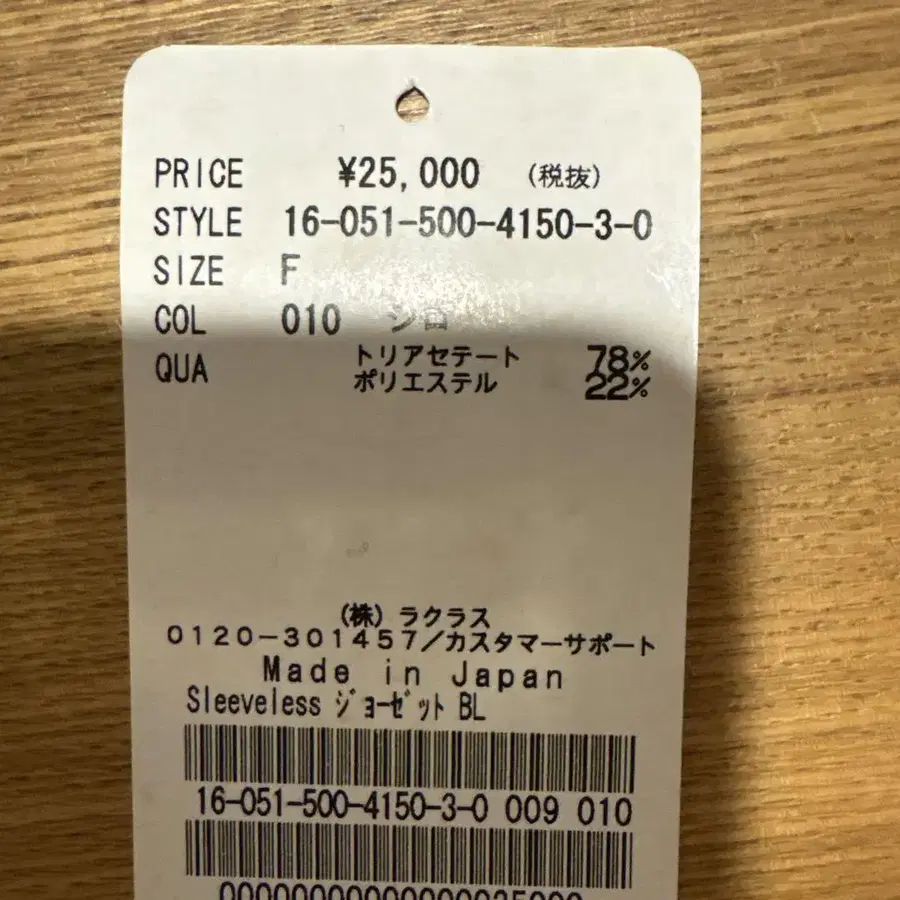 PRICE ¥25,000 (税抜)
STYLE 16-051-500-4150-3-0
SIZE F
COL 010 シロ
QUA トリアセテート 78%
ポリエステル 22%
(株) ラクラス
0120-301457/カスタマーサポート
Made in Japan
Sleeveless ジョーゼット BL
16-051-500-4150-3-0 009 010